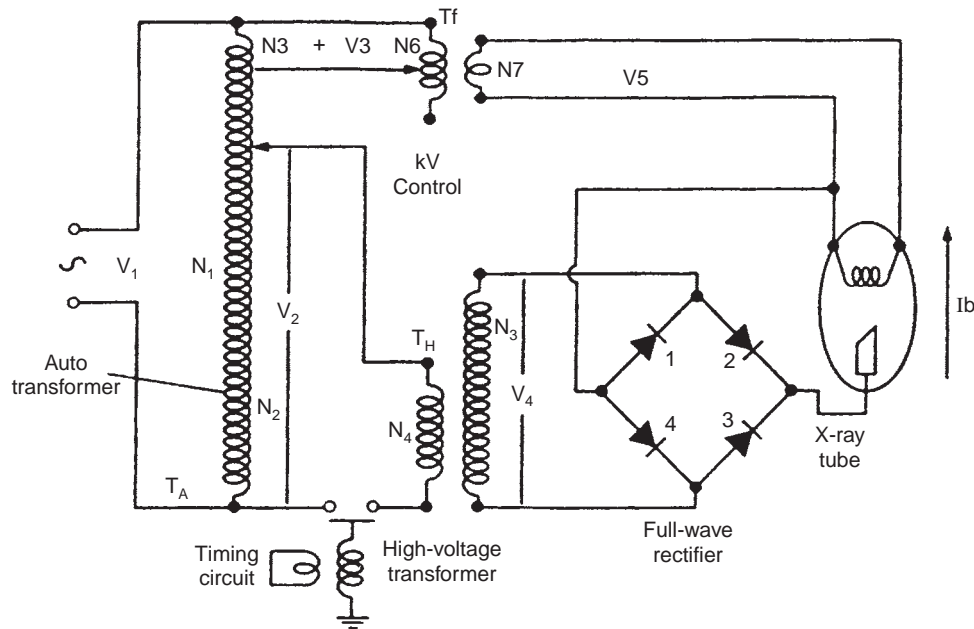 Tf
N3 + V3 N6
N7
V5
kV
Control
V1
N1
V2
Ib
Auto
transformer
N2
TH
N3
V4
N4
1
2
4
3
X-ray
tube
TA
Timing
circuit
High-voltage
transformer
Full-wave
rectifier